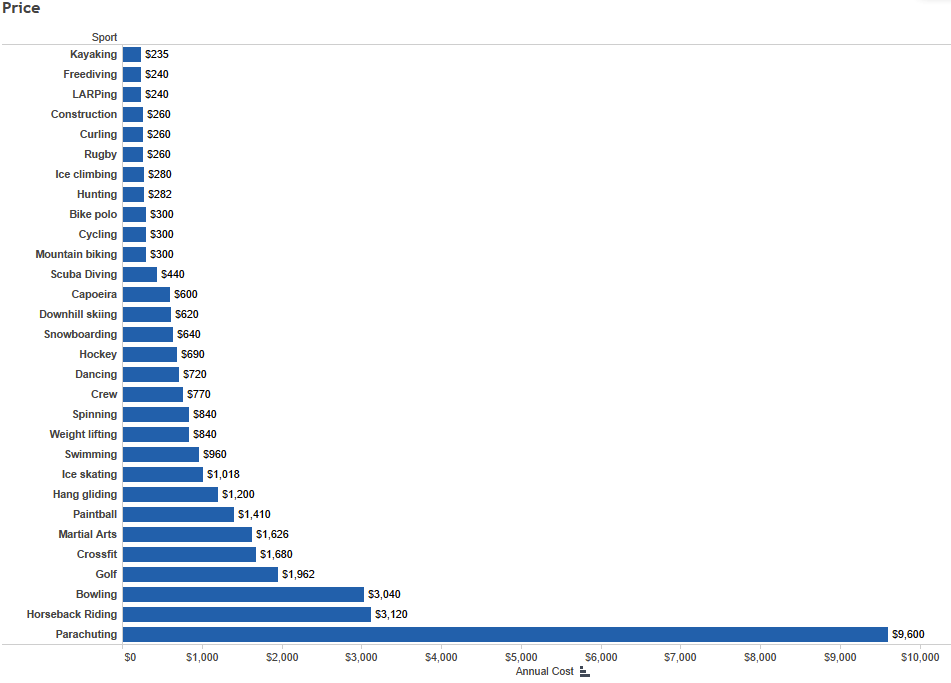 Price
Sport
Kayaking $235
Freediving $240
LARPing $240
Construction $260
Curling $260
Rugby $260
Ice climbing $280
Hunting $282
Bike polo $300
Cycling $300
Mountain biking $300
Scuba Diving $440
Capoeira $600
Downhill skiing $620
Snowboarding $640
Hockey $690
Dancing $720
Crew $770
Spinning $840
Weight lifting $840
Swimming $960
Ice skating $1,018
Hang gliding $1,200
Paintball $1,410
Martial Arts $1,626
Crossfit $1,680
Golf $1,962
Bowling $3,040
Horseback Riding $3,120
Parachuting $9,600
$0 $1,000 $2,000 $3,000 $4,000 $5,000 $6,000 $7,000 $8,000 $9,000 $10,000
Annual Cost